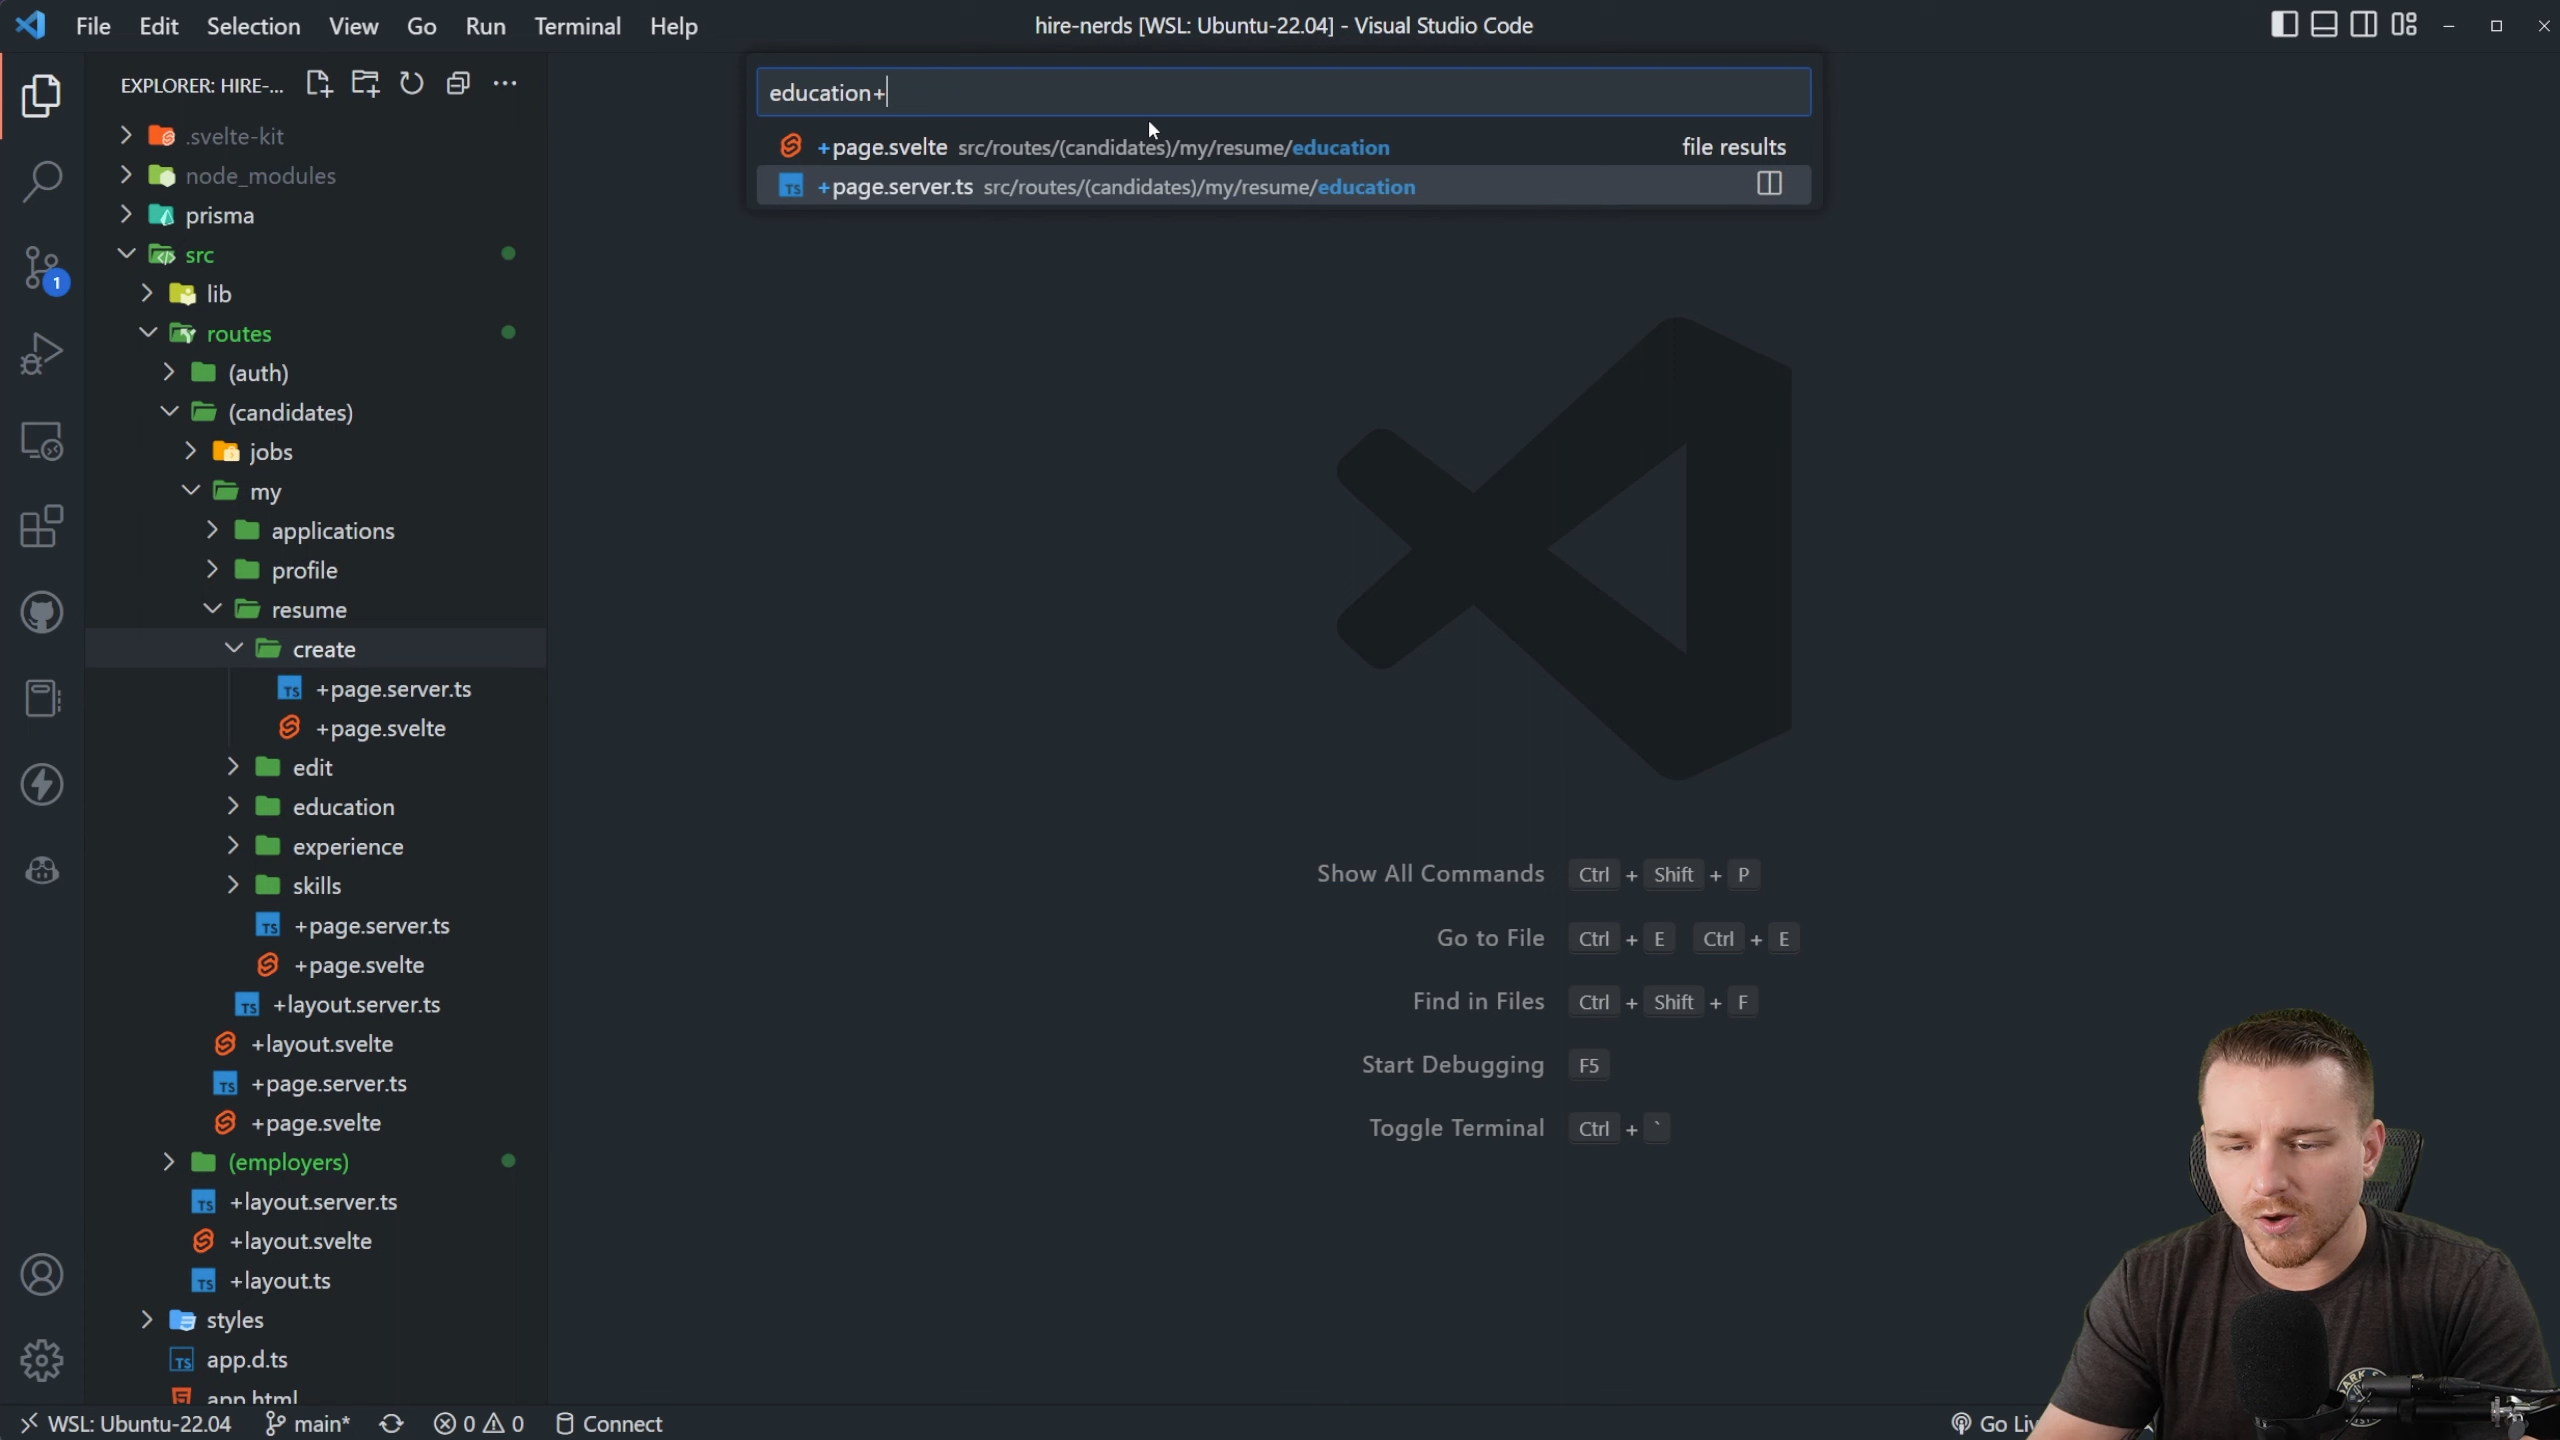 File Edit Selection View Go Run Terminal Help
hire-nerds [WSL: Ubuntu-22.04] - Visual Studio Code
EXPLORER: HIRE-...
education+
+page.svelte src/routes/(candidates)/my/resume/education file results
+page.server.ts src/routes/(candidates)/my/resume/education
.svelte-kit
node_modules
prisma
src
lib
routes
(auth)
(candidates)
jobs
my
applications
profile
resume
create
+page.server.ts
+page.svelte
edit
education
experience
skills
+page.server.ts
+page.svelte
+layout.server.ts
+layout.svelte
+page.server.ts
+page.svelte
(employers)
+layout.server.ts
+layout.svelte
+layout.ts
styles
app.d.ts
app.html
1
Show All Commands Ctrl + Shift + P
Go to File Ctrl + E Ctrl + E
Find in Files Ctrl + Shift + F
Start Debugging F5
Toggle Terminal Ctrl + `
WSL: Ubuntu-22.04 main* 0 0 Connect
Go